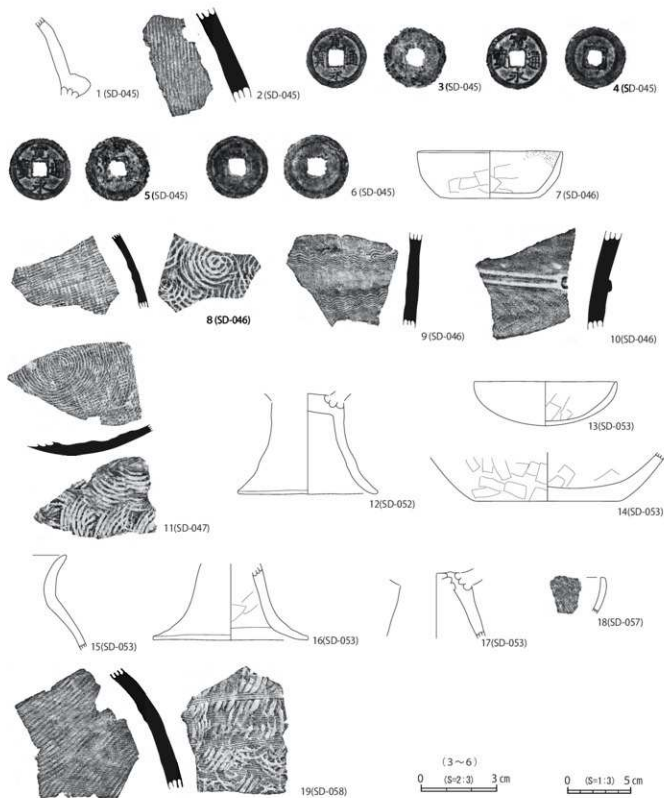 1 (SD-045)
2 (SD-045)
3 (SD-045)
4 (SD-045)
5 (SD-045)
6 (SD-045)
7 (SD-046)
8 (SD-046)
9 (SD-046)
10(SD-046)
11(SD-047)
12(SD-052)
13(SD-053)
14(SD-053)
15(SD-053)
16(SD-053)
17(SD-053)
18(SD-057)
19(SD-058)
(3~6)
0 (S=2:3) 3 cm
0 (S=1:3) 5 cm